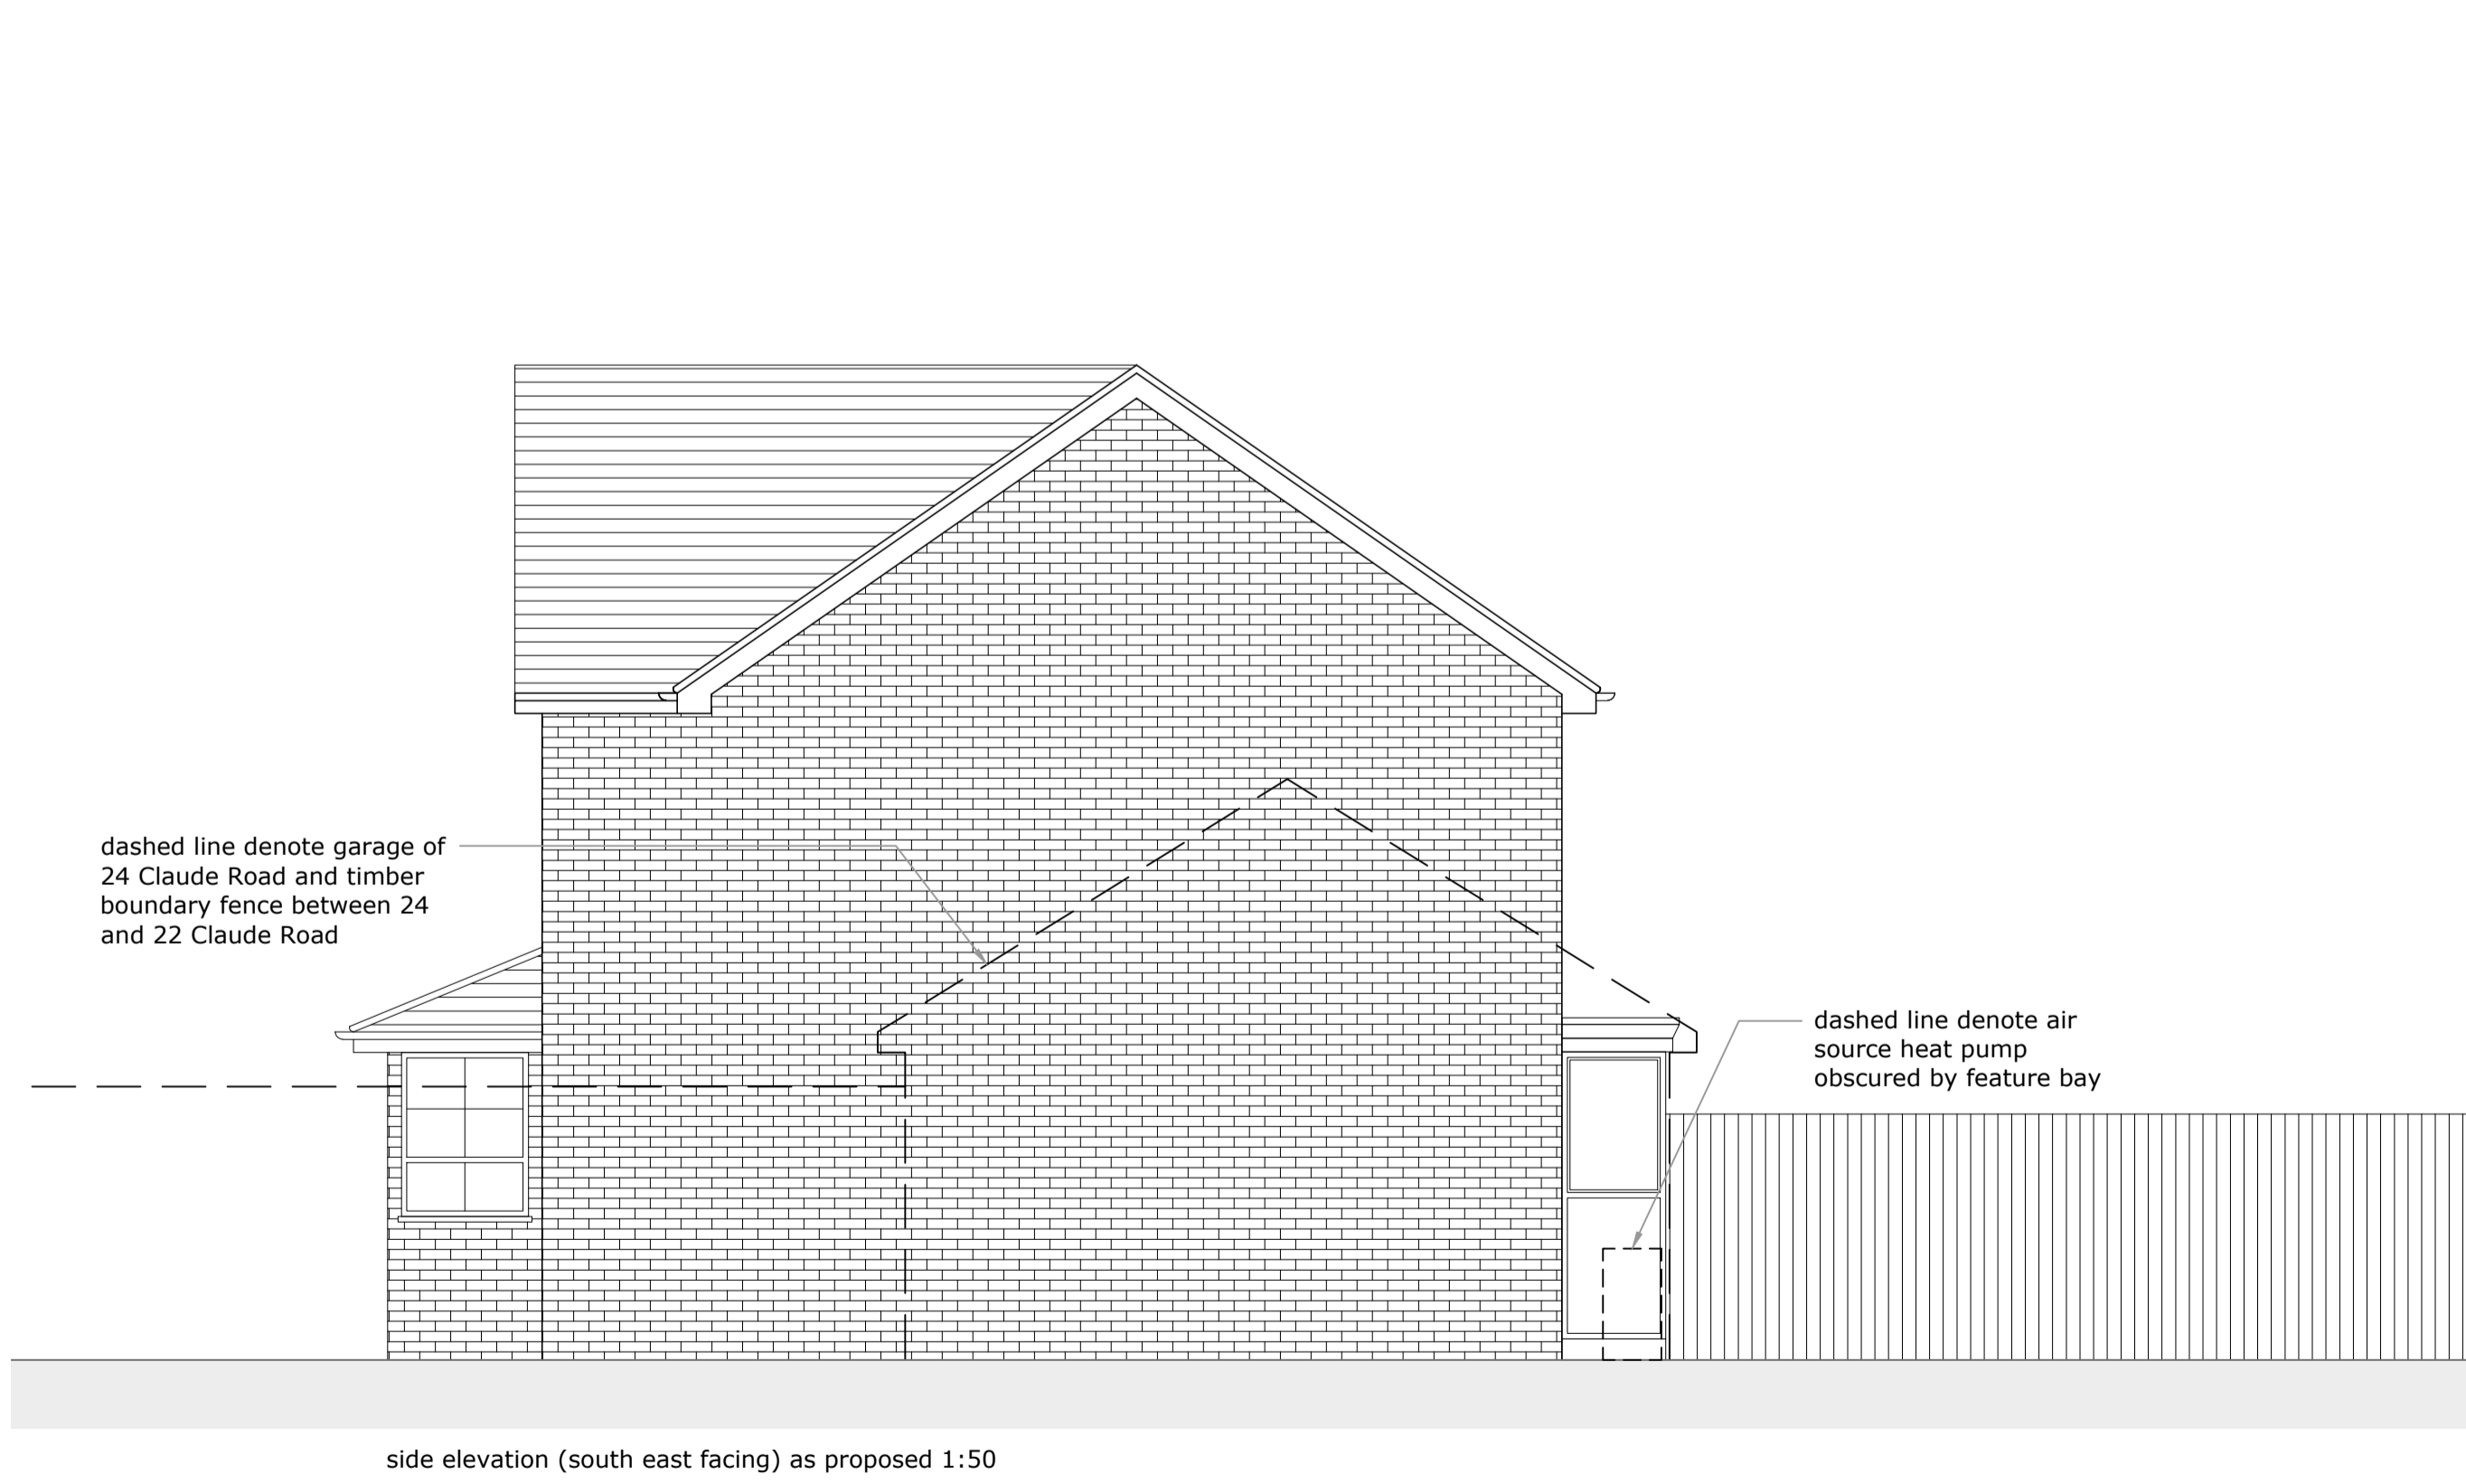 dashed line denote garage of
24 Claude Road and timber
boundary fence between 24
and 22 Claude Road
dashed line denote air
source heat pump
obscured by feature bay
side elevation (south east facing) as proposed 1:50